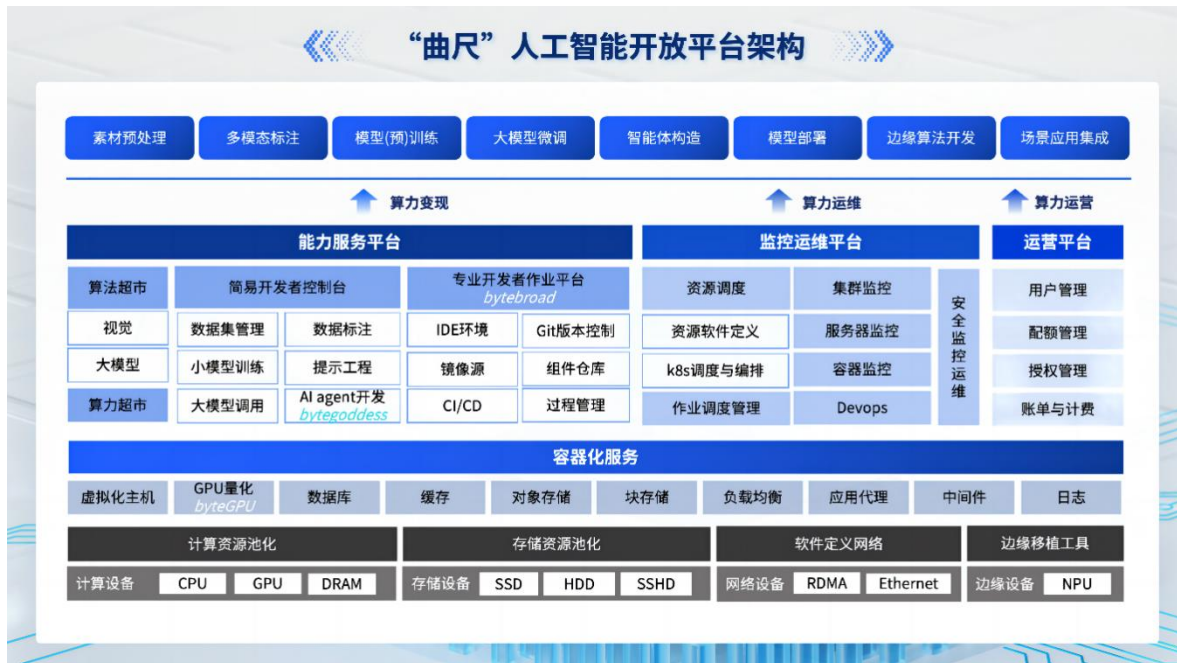 “曲尺”人工智能开放平台架构
素材预处理 多模态标注 模型(预)训练 大模型微调 智能体构造 模型部署 边缘算法开发 场景应用集成
算力变现 算力运维 算力运营
能力服务平台 监控运维平台 运营平台
算法超市 简易开发者控制台 专业开发者作业平台 资源调度 集群监控 用户管理
bytebroad
视觉 数据集管理 数据标注 IDE环境 Git版本控制 资源软件定义 服务器监控 配额管理
大模型 小模型训练 提示工程 镜像源 组件仓库 k8s调度与编排 容器监控 授权管理
算力超市 大模型调用 AI agent开发 CI/CD 过程管理 作业调度管理 Devops 账单与计费
bytegoddess
安全监控运维
容器化服务
虚拟化主机 GPU量化 数据库 缓存 对象存储 块存储 负载均衡 应用代理 中间件 日志
byteGPU
计算资源池化 存储资源池化 软件定义网络 边缘移植工具
计算设备 CPU GPU DRAM 存储设备 SSD HDD SSHD 网络设备 RDMA Ethernet 边缘设备 NPU